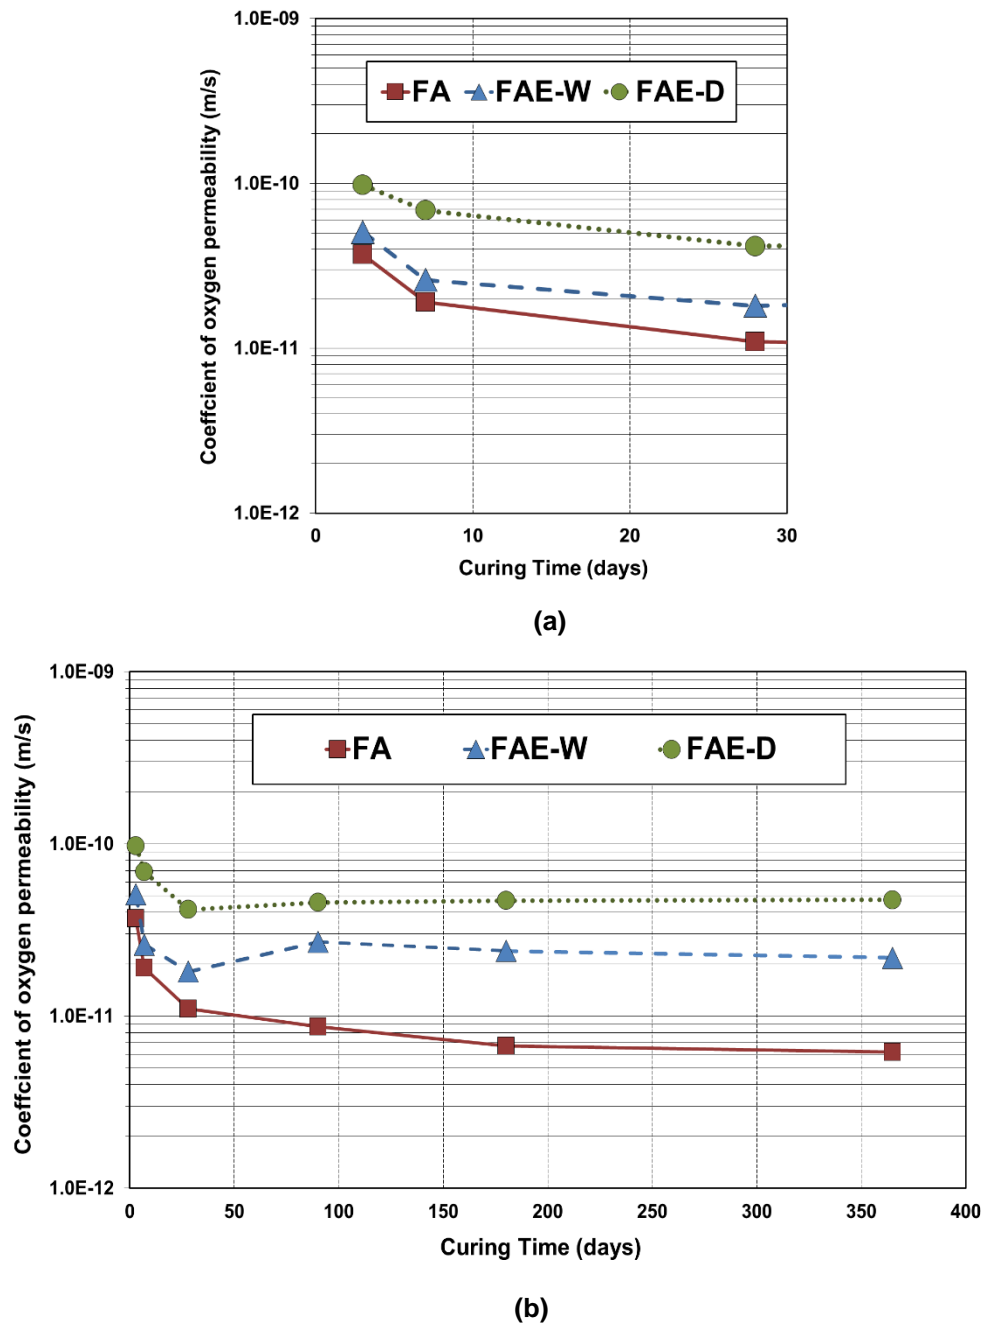 1.0E-09
FA FAE-W FAE-D
1.0E-10
1.0E-11
1.0E-12
Coeffcient of oxygen permeability (m/s)
0 10 20 30
Curing Time (days)
(a)
1.0E-09
FA FAE-W FAE-D
1.0E-10
1.0E-11
1.0E-12
Coeffcient of oxygen permeability (m/s)
0 50 100 150 200 250 300 350 400
Curing Time (days)
(b)